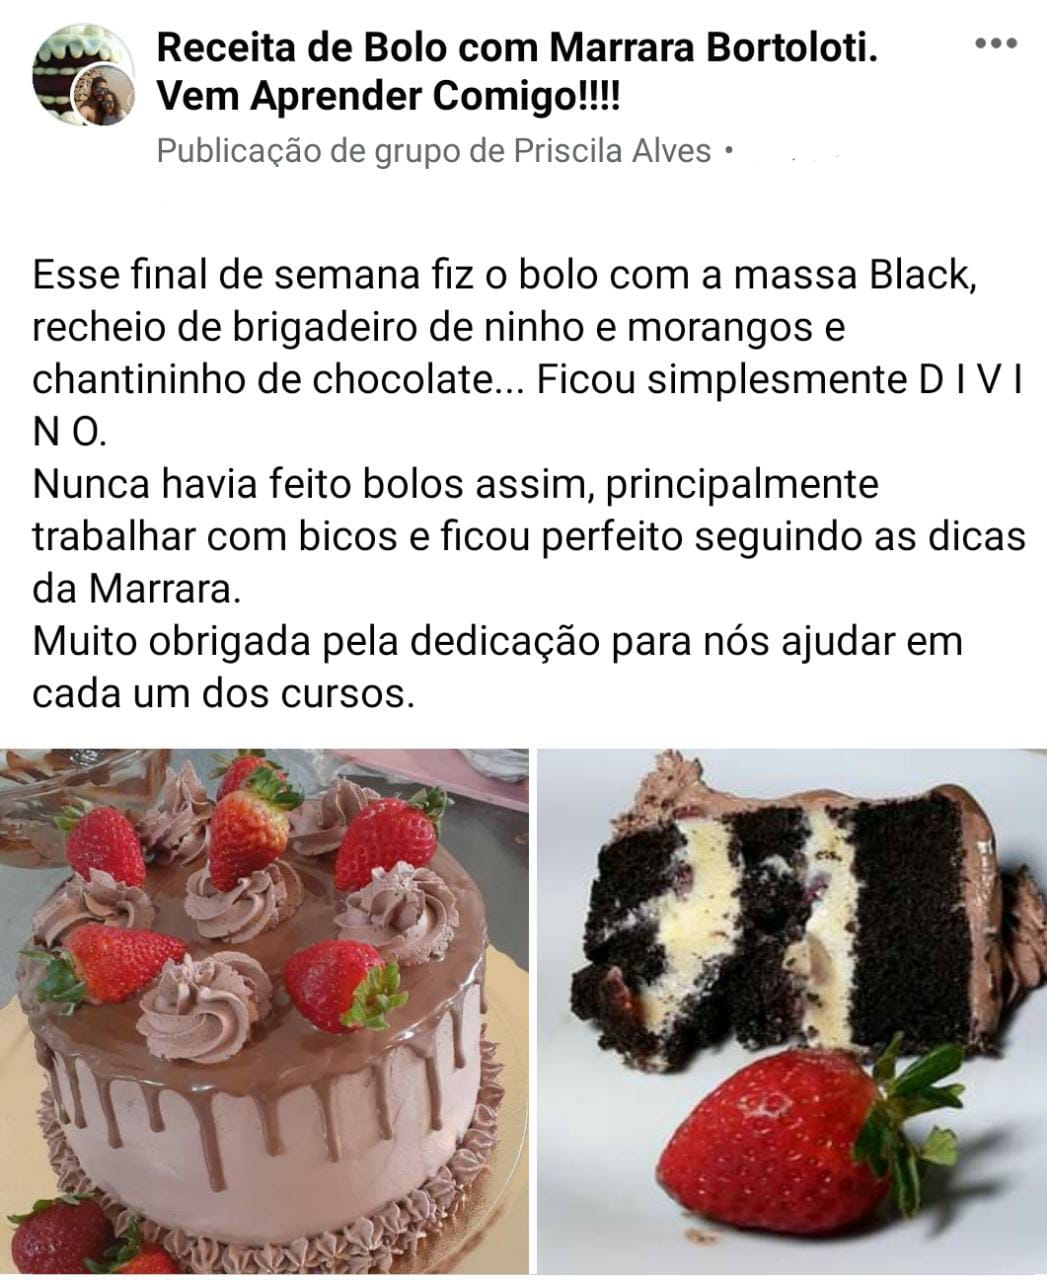 Receita de Bolo com Marrara Bortoloti.
Vem Aprender Comigo!!!!
Publicação de grupo de Priscila Alves •
Esse final de semana fiz o bolo com a massa Black,
recheio de brigadeiro de ninho e morangos e
chantininho de chocolate... Ficou simplesmente D I V I
N O.
Nunca havia feito bolos assim, principalmente
trabalhar com bicos e ficou perfeito seguindo as dicas
da Marrara.
Muito obrigada pela dedicação para nós ajudar em
cada um dos cursos.